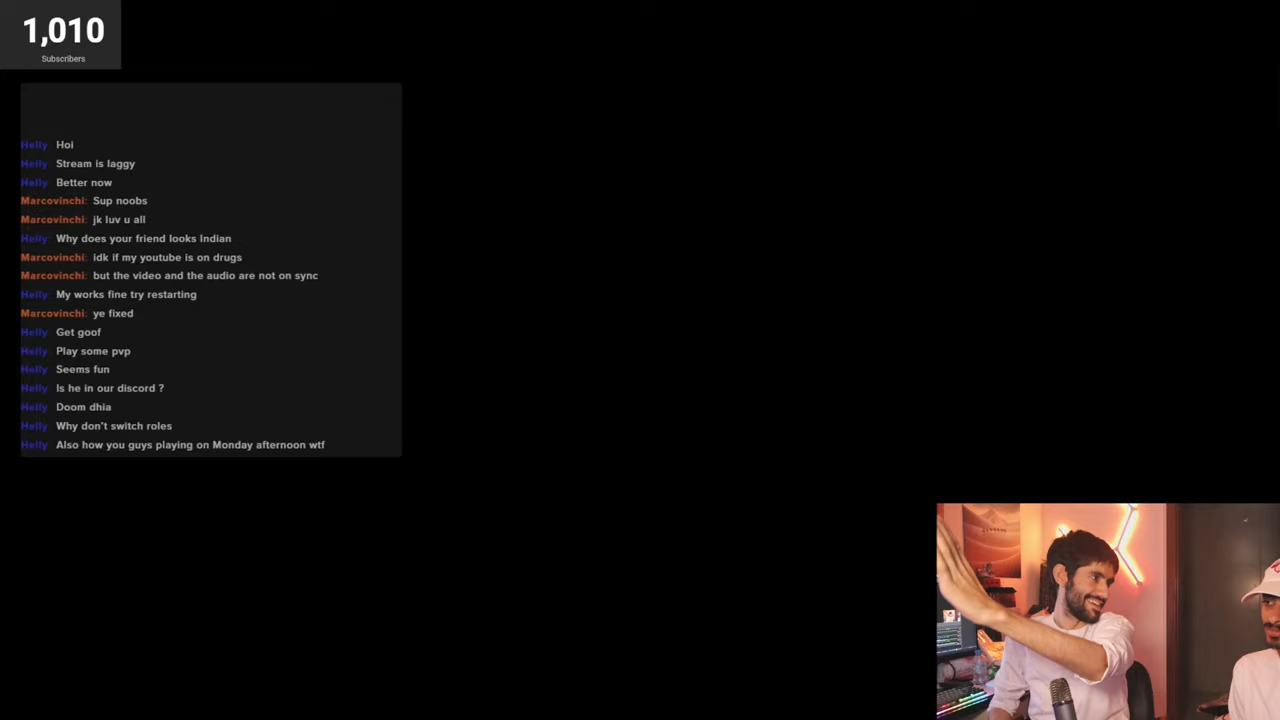 1,010
Subscribers
Helly Hoi
Helly Stream is laggy
Helly Better now
Marcovinchi: Sup noobs
Marcovinchi: jk luv u all
Helly Why does your friend looks Indian
Marcovinchi: idk if my youtube is on drugs
Marcovinchi: but the video and the audio are not on sync
Helly My works fine try restarting
Marcovinchi: ye fixed
Helly Get goof
Helly Play some pvp
Helly Seems fun
Helly Is he in our discord ?
Helly Doom dhia
Helly Why don't switch roles
Helly Also how you guys playing on Monday afternoon wtf